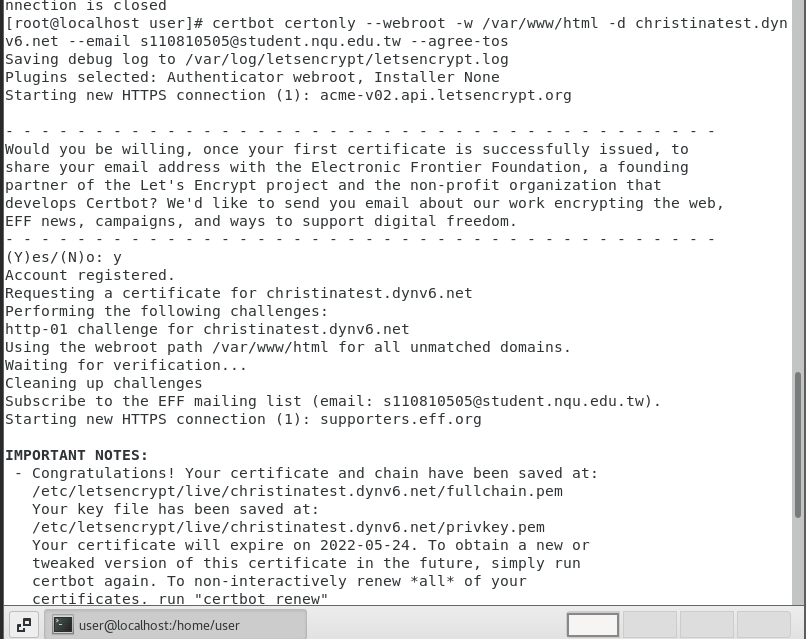 nnection is closed
[root@localhost user]# certbot certonly --webroot -w /var/www/html -d christinatest.dyn
v6.net --email s110810505@student.nqu.edu.tw --agree-tos
Saving debug log to /var/log/letsencrypt/letsencrypt.log
Plugins selected: Authenticator webroot, Installer None
Starting new HTTPS connection (1): acme-v02.api.letsencrypt.org
- - - - - - - - - - - - - - - - - - - - - - - - - - - - - - - - - - - - - - - -
Would you be willing, once your first certificate is successfully issued, to
share your email address with the Electronic Frontier Foundation, a founding
partner of the Let's Encrypt project and the non-profit organization that
develops Certbot? We'd like to send you email about our work encrypting the web,
EFF news, campaigns, and ways to support digital freedom.
- - - - - - - - - - - - - - - - - - - - - - - - - - - - - - - - - - - - - - - -
(Y)es/(N)o: y
Account registered.
Requesting a certificate for christinatest.dynv6.net
Performing the following challenges:
http-01 challenge for christinatest.dynv6.net
Using the webroot path /var/www/html for all unmatched domains.
Waiting for verification...
Cleaning up challenges
Subscribe to the EFF mailing list (email: s110810505@student.nqu.edu.tw).
Starting new HTTPS connection (1): supporters.eff.org
IMPORTANT NOTES:
- Congratulations! Your certificate and chain have been saved at:
/etc/letsencrypt/live/christinatest.dynv6.net/fullchain.pem
Your key file has been saved at:
/etc/letsencrypt/live/christinatest.dynv6.net/privkey.pem
Your certificate will expire on 2022-05-24. To obtain a new or
tweaked version of this certificate in the future, simply run
certbot again. To non-interactively renew *all* of your
certificates, run "certbot renew"
user@localhost:/home/user